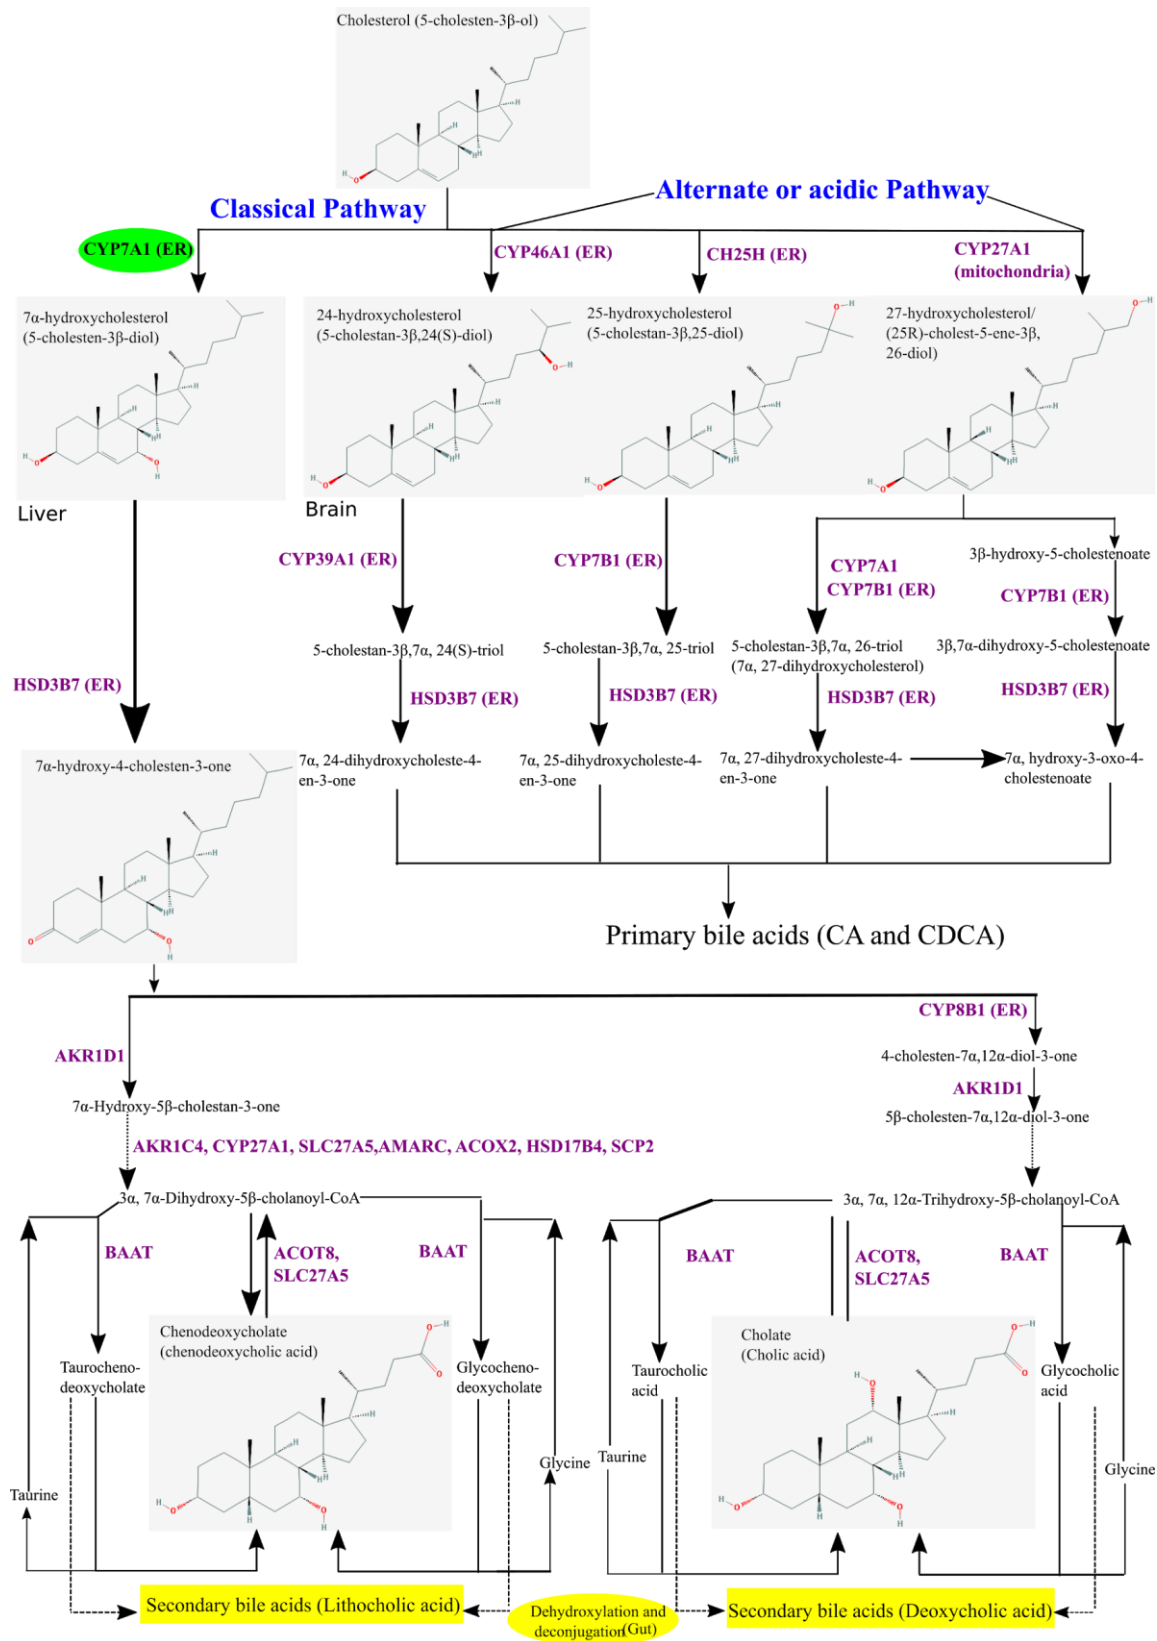 Cholesterol (5-cholesten-3β-ol)
Classical Pathway
Alternate or acidic Pathway
CYP7A1 (ER)
CYP46A1 (ER)
CH25H (ER)
CYP27A1
(mitochondria)
7α-hydroxycholesterol
(5-cholesten-3β-diol)
24-hydroxycholesterol
(5-cholestan-3β,24(S)-diol)
25-hydroxycholesterol
(5-cholestan-3β,25-diol)
27-hydroxycholesterol/
(25R)-cholest-5-ene-3β,
26-diol)
Liver
Brain
CYP39A1 (ER)
CYP7B1 (ER)
CYP7A1
CYP7B1 (ER)
3β-hydroxy-5-cholestenoate
CYP7B1 (ER)
5-cholestan-3β,7α, 24(S)-triol
5-cholestan-3β,7α, 25-triol
5-cholestan-3β,7α, 26-triol
(7α, 27-dihydroxycholesterol)
3β,7α-dihydroxy-5-cholestenoate
HSD3B7 (ER)
HSD3B7 (ER)
HSD3B7 (ER)
HSD3B7 (ER)
HSD3B7 (ER)
7α-hydroxy-4-cholesten-3-one
7α, 24-dihydroxycholeste-4-
en-3-one
7α, 25-dihydroxycholeste-4-
en-3-one
7α, 27-dihydroxycholeste-4-
en-3-one
7α, hydroxy-3-oxo-4-
cholestenoate
Primary bile acids (CA and CDCA)
CYP8B1 (ER)
AKR1D1
4-cholesten-7α,12α-diol-3-one
AKR1D1
7α-Hydroxy-5β-cholestan-3-one
5β-cholesten-7α,12α-diol-3-one
AKR1C4, CYP27A1, SLC27A5,AMARC, ACOX2, HSD17B4, SCP2
3α, 7α-Dihydroxy-5β-cholanoyl-CoA
3α, 7α, 12α-Trihydroxy-5β-cholanoyl-CoA
BAAT
ACOT8,
SLC27A5
BAAT
BAAT
ACOT8,
SLC27A5
BAAT
Chenodeoxycholate
(chenodeoxycholic acid)
Cholate
(Cholic acid)
Taurocheno-
deoxycholate
Glycocheno-
deoxycholate
Taurocholic
acid
Glycocholic
acid
Taurine
Glycine
Taurine
Glycine
Secondary bile acids (Lithocholic acid)
Dehydroxylation and
deconjugation(Gut)
Secondary bile acids (Deoxycholic acid)